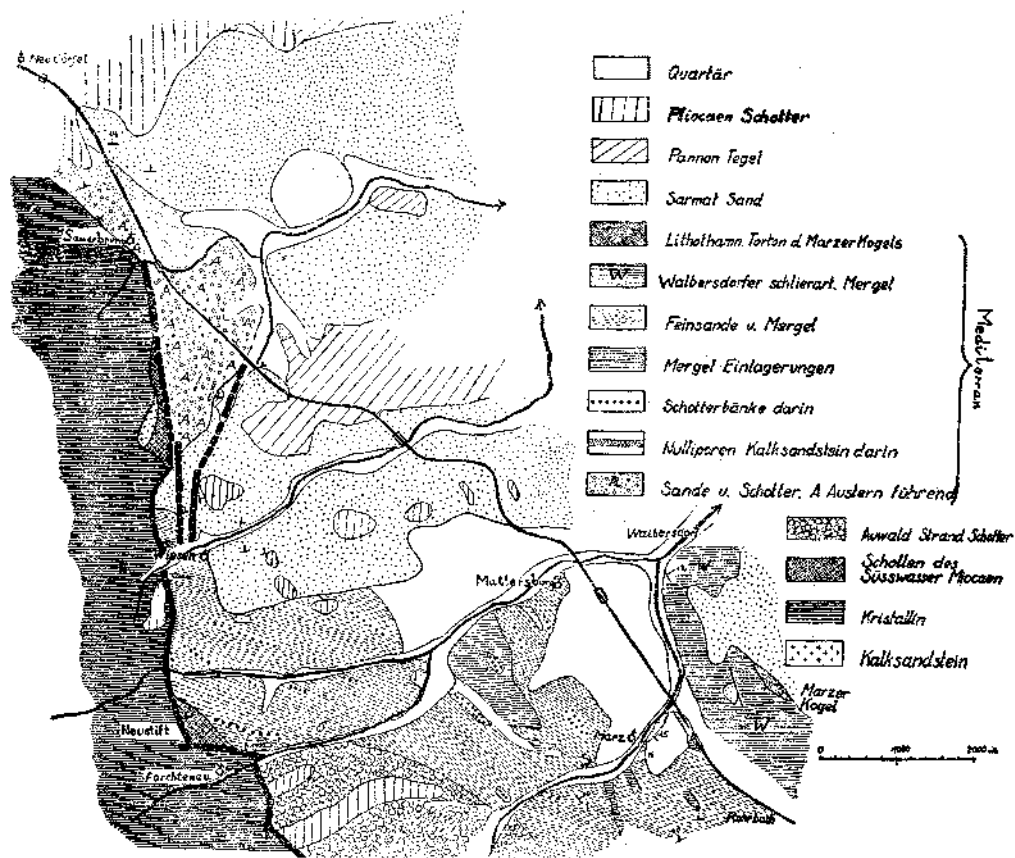 Quartär
Pliocaen Schotter
Pannon Tegel
Sarmat Sand
Lithothamn. Torton d. Marzer Kogels
W
Walbersdorfer schlierart. Mergel
Feinsande u. Mergel
Mergel-Einlagerungen
Schotterbänke darin
Nulliporen Kalksandstein darin
A
Sande u. Schotter, A Austern führend
Mediterran
Auwald Strand Schotter
Schollen des
Süsswasser Miocaen
Kristallin
Kalksandstein
Sauerbrunn
Wiesen
Walbersdorf
Mattersburg
Neustift
Forchtenau
Marz
Marzer
Kogel
W
Rohrbach
0 1000 2000 m